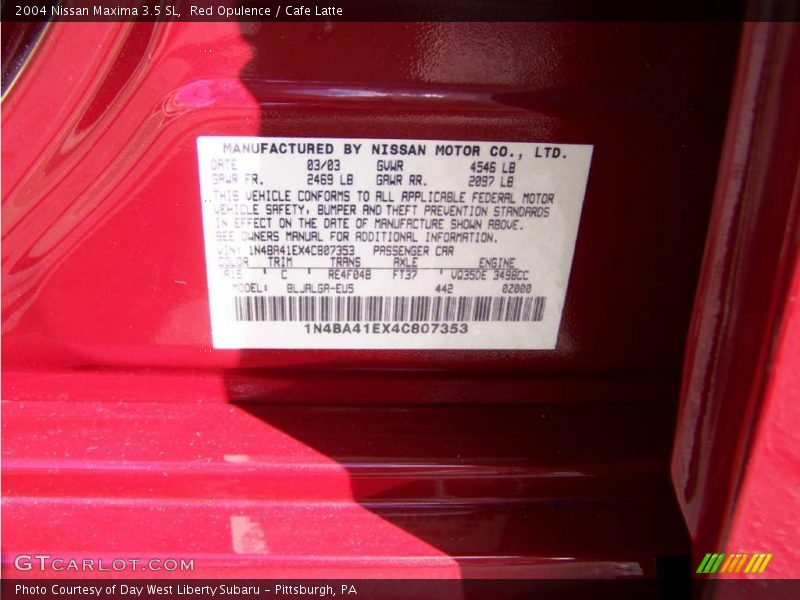 2004 Nissan Maxima 3.5 SL, Red Opulence / Cafe Latte
MANUFACTURED BY NISSAN MOTOR CO., LTD.
DATE 03/03 GVWR 4546 LB
GAWR FR. 2469 LB GAWR RR. 2097 LB
THIS VEHICLE CONFORMS TO ALL APPLICABLE FEDERAL MOTOR
VEHICLE SAFETY, BUMPER AND THEFT PREVENTION STANDARDS
IN EFFECT ON THE DATE OF MANUFACTURE SHOWN ABOVE.
SEE OWNERS MANUAL FOR ADDITIONAL INFORMATION.
VIN: 1N4BA41EX4C807353 PASSENGER CAR
COLOR TRIM TRANS AXLE ENGINE
A15 C RE4F04B FT37 VQ35DE 3498CC
MODEL: BLJALGA-EU5 442 02000
1N4BA41EX4C807353
GTCARLOT.COM
Photo Courtesy of Day West Liberty Subaru - Pittsburgh, PA